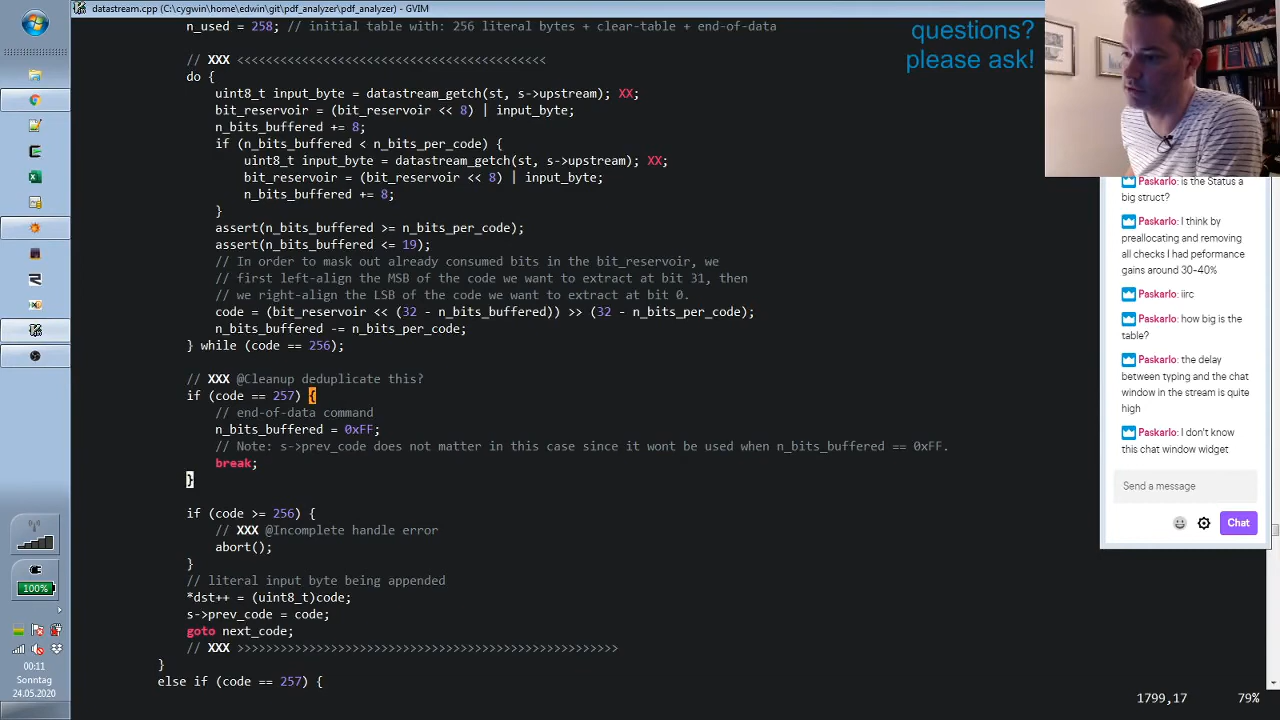 datastream.cpp (C:\cygwin\home\edwin\git\pdf_analyzer\pdf_analyzer) - GVIM
n_used = 258; // initial table with: 256 literal bytes + clear-table + end-of-data
// XXX <<<<<<<<<<<<<<<<<<<<<<<<<<<<<<<<<<<<<<<<<<<
do {
uint8_t input_byte = datastream_getch(st, s->upstream); XX;
bit_reservoir = (bit_reservoir << 8) | input_byte;
n_bits_buffered += 8;
if (n_bits_buffered < n_bits_per_code) {
uint8_t input_byte = datastream_getch(st, s->upstream); XX;
bit_reservoir = (bit_reservoir << 8) | input_byte;
n_bits_buffered += 8;
}
assert(n_bits_buffered >= n_bits_per_code);
assert(n_bits_buffered <= 19);
// In order to mask out already consumed bits in the bit_reservoir, we
// first left-align the MSB of the code we want to extract at bit 31, then
// we right-align the LSB of the code we want to extract at bit 0.
code = (bit_reservoir << (32 - n_bits_buffered)) >> (32 - n_bits_per_code);
n_bits_buffered -= n_bits_per_code;
} while (code == 256);
// XXX @Cleanup deduplicate this?
if (code == 257) {
// end-of-data command
n_bits_buffered = 0xFF;
// Note: s->prev_code does not matter in this case since it wont be used when n_bits_buffered == 0xFF.
break;
}
if (code >= 256) {
// XXX @Incomplete handle error
abort();
}
// literal input byte being appended
*dst++ = (uint8_t)code;
s->prev_code = code;
goto next_code;
// XXX >>>>>>>>>>>>>>>>>>>>>>>>>>>>>>>>>>>>>>>>>>>>>>>>>>>>>
}
else if (code == 257) {
1799,17 79%
questions?
please ask!
Paskarlo: is the Status a
big struct?
Paskarlo: I think by
preallocating and removing
all checks I had peformance
gains around 30-40%
Paskarlo: iirc
Paskarlo: how big is the
table?
Paskarlo: the delay
between typing and the chat
window in the stream is quite
high
Paskarlo: I don't know
this chat window widget
Send a message
Chat
100%
00:11
Sonntag
24.05.2020